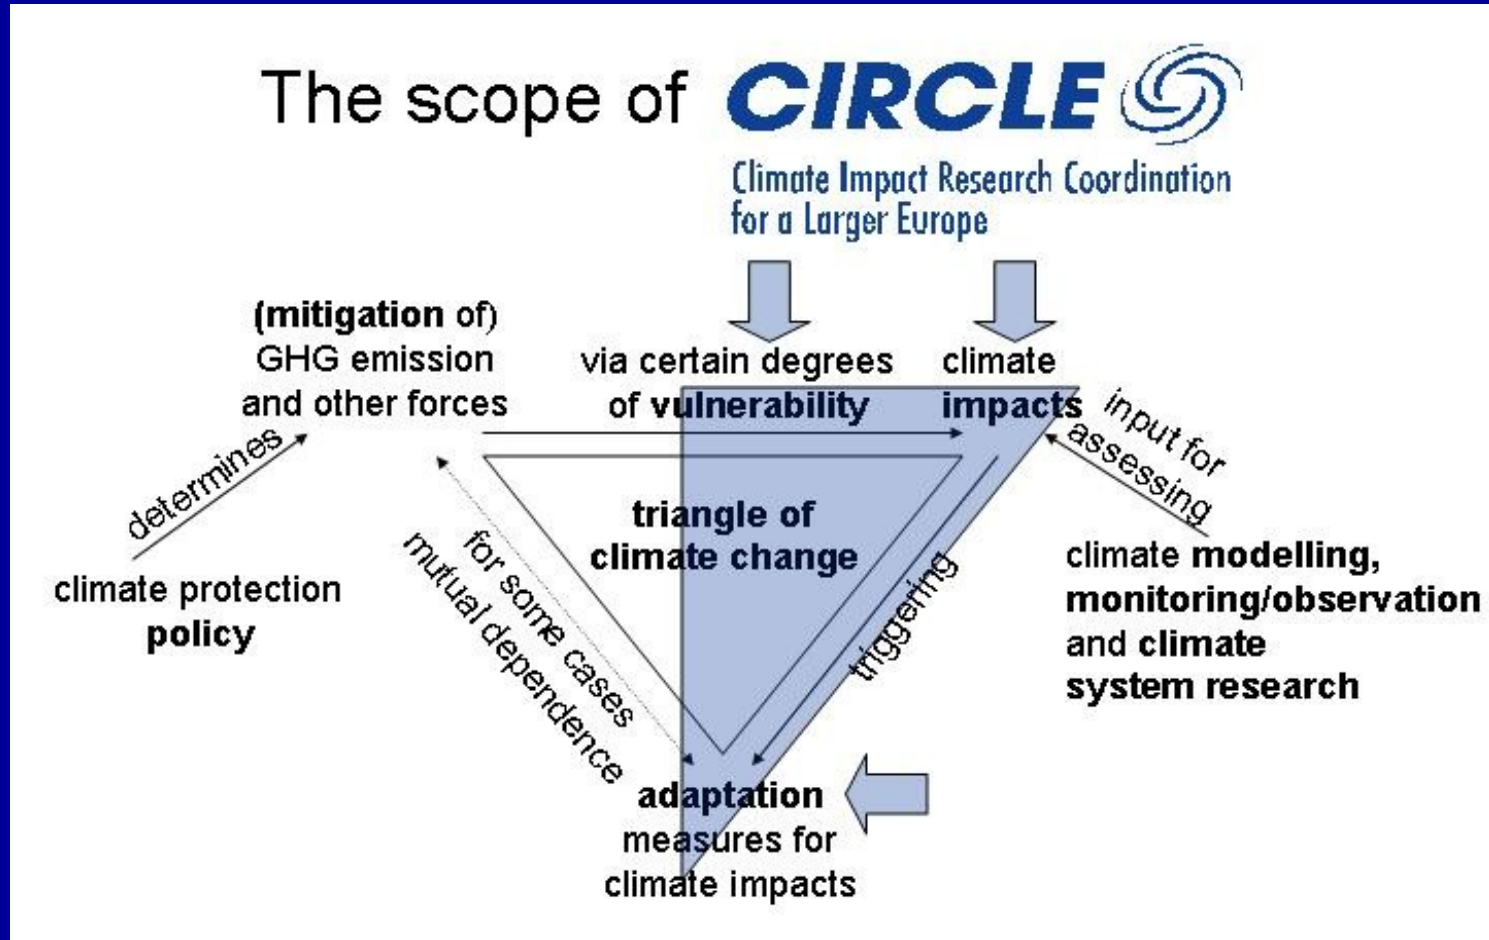 The scope of CIRCLE
Climate Impact Research Coordination
for a Larger Europe
(mitigation of)
GHG emission
and other forces
via certain degrees
of vulnerability
climate
impacts
input for
assessing
determines
triangle of
climate change
for some cases
mutual dependence
triggering
climate protection
policy
climate modelling,
monitoring/observation
and climate
system research
adaptation
measures for
climate impacts